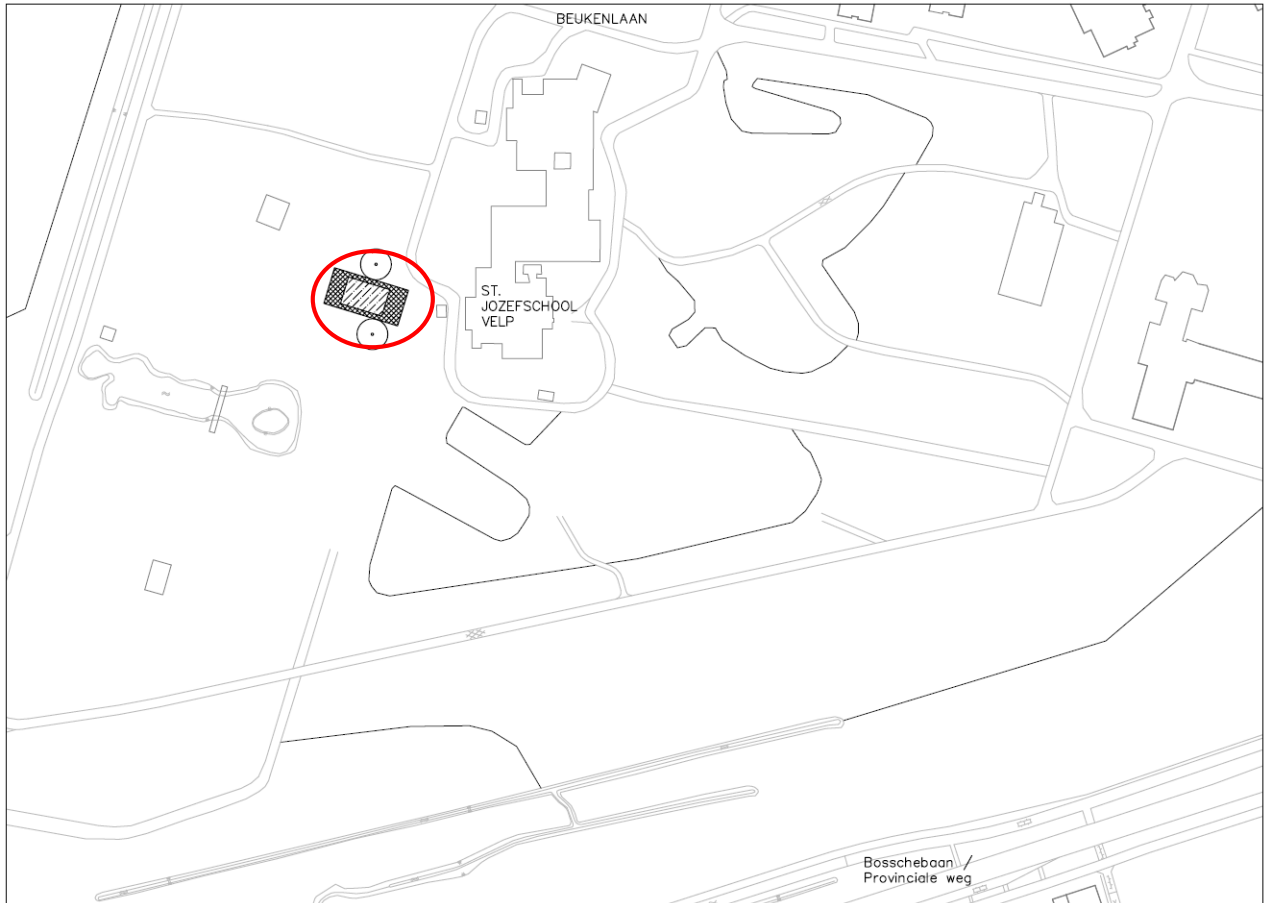 BEUKENLAAN
ST.
JOZEFSCHOOL
VELP
Bosschebaan /
Provinciale weg